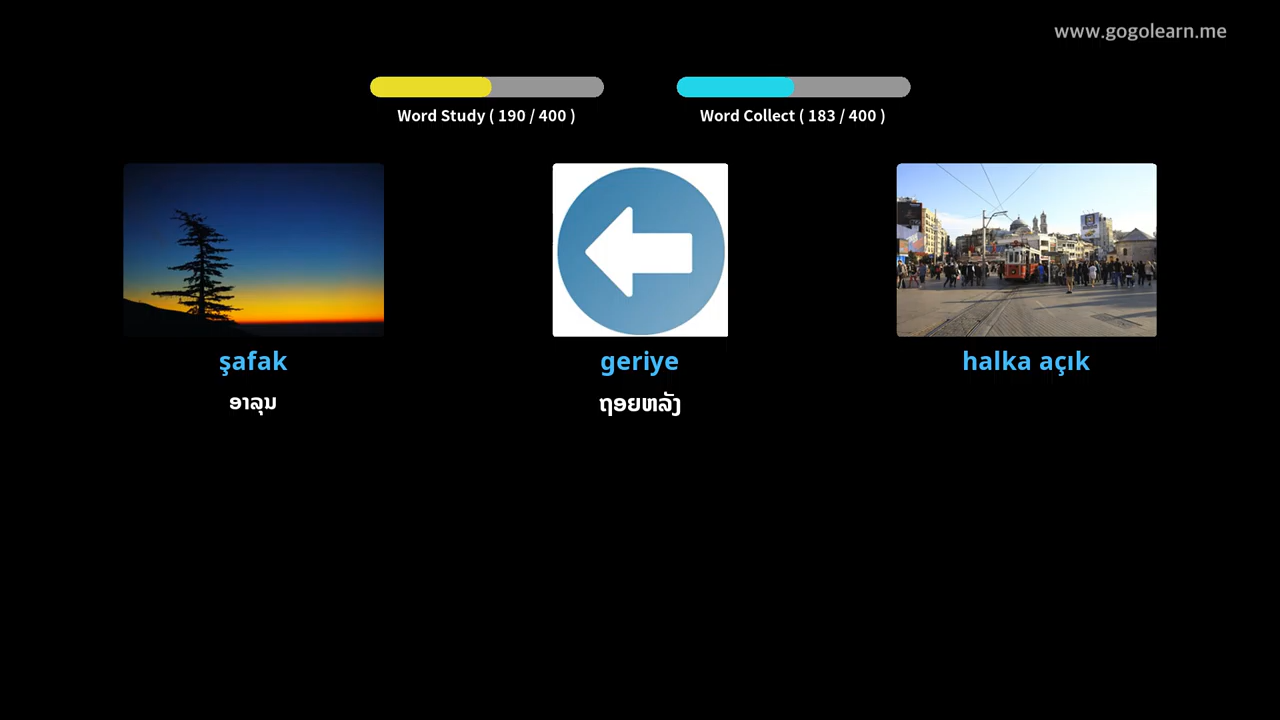 www.gogolearn.me
Word Study ( 190 / 400 )
Word Collect ( 183 / 400 )
şafak
geriye
halka açık
ອາລຸນ
ຖອຍຫລັງ